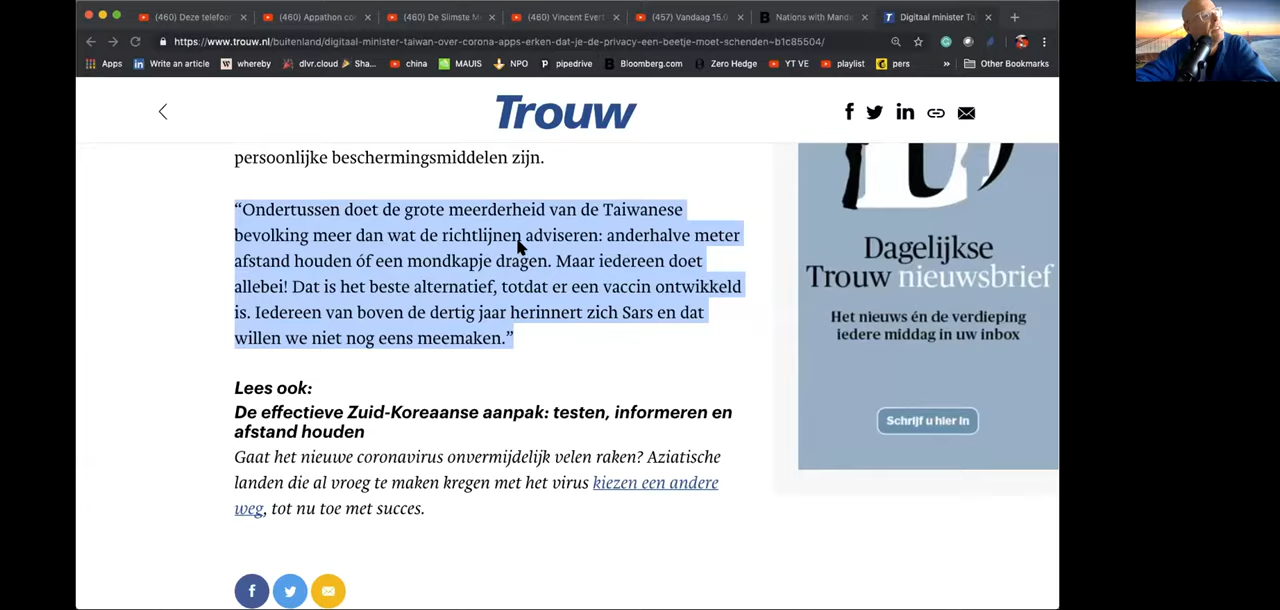 (460) Deze telefoor
(460) Appathon co
(460) De Slimste M
(460) Vincent Evert
(457) Vandaag 15.0
Nations with Mand
Digitaal minister Ta
https://www.trouw.nl/buitenland/digitaal-minister-taiwan-over-corona-apps-erken-dat-je-de-privacy-een-beetje-moet-schenden~b1c85504/
Apps
Write an article
whereby
dlvr.cloud
Sha...
china
MAUIS
NPO
pipedrive
Bloomberg.com
Zero Hedge
YT VE
playlist
pers
»
Other Bookmarks
Trouw
persoonlijke beschermingsmiddelen zijn.
“Ondertussen doet de grote meerderheid van de Taiwanese
bevolking meer dan wat de richtlijnen adviseren: anderhalve meter
afstand houden óf een mondkapje dragen. Maar iedereen doet
allebei! Dat is het beste alternatief, totdat er een vaccin ontwikkeld
is. Iedereen van boven de dertig jaar herinnert zich Sars en dat
willen we niet nog eens meemaken.”
Lees ook:
De effectieve Zuid-Koreaanse aanpak: testen, informeren en
afstand houden
Gaat het nieuwe coronavirus onvermijdelijk velen raken? Aziatische
landen die al vroeg te maken kregen met het virus kiezen een andere
weg, tot nu toe met succes.
Dagelijkse
Trouw nieuwsbrief
Het nieuws én de verdieping
iedere middag in uw inbox
Schrijf u hier in